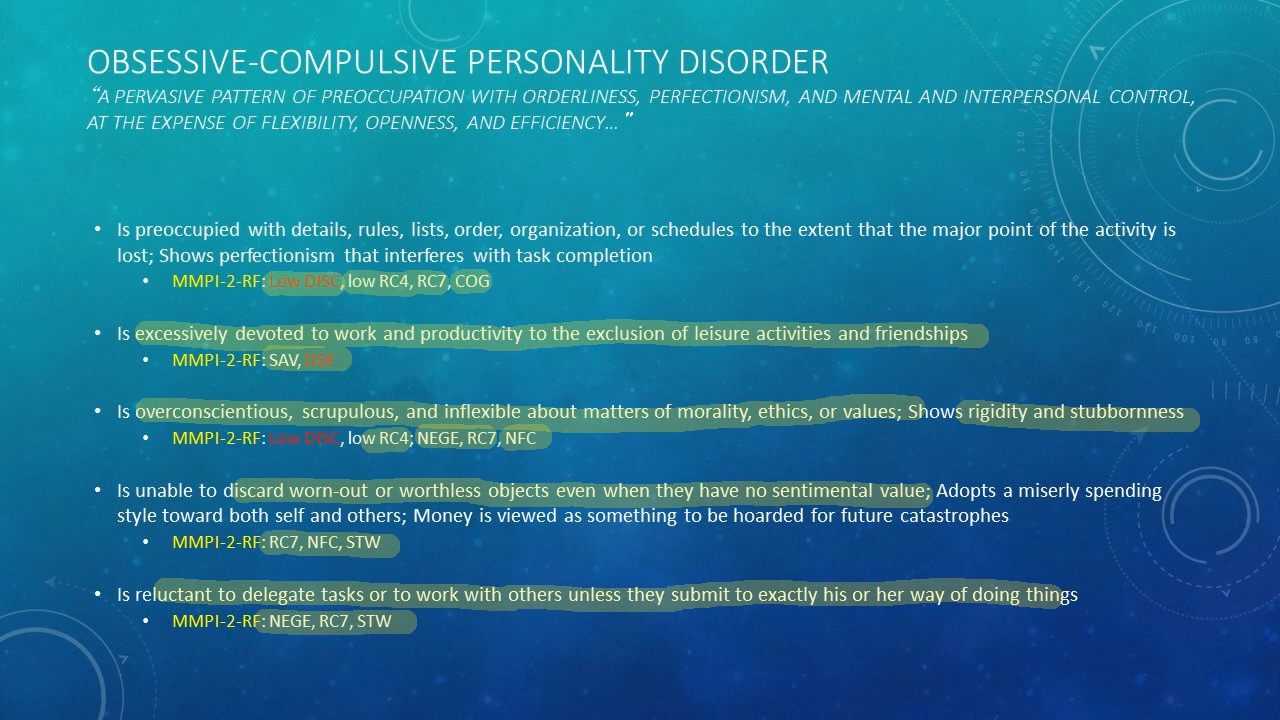 OBSESSIVE-COMPULSIVE PERSONALITY DISORDER
“A PERVASIVE PATTERN OF PREOCCUPATION WITH ORDERLINESS, PERFECTIONISM, AND MENTAL AND INTERPERSONAL CONTROL,
AT THE EXPENSE OF FLEXIBILITY, OPENNESS, AND EFFICIENCY… ”
• Is preoccupied with details, rules, lists, order, organization, or schedules to the extent that the major point of the activity is
lost; Shows perfectionism that interferes with task completion
• MMPI-2-RF: Low DISC, low RC4, RC7, COG
• Is excessively devoted to work and productivity to the exclusion of leisure activities and friendships
• MMPI-2-RF: SAV, DSF
• Is overconscientious, scrupulous, and inflexible about matters of morality, ethics, or values; Shows rigidity and stubbornness
• MMPI-2-RF: Low DISC, low RC4; NEGE, RC7, NFC
• Is unable to discard worn-out or worthless objects even when they have no sentimental value; Adopts a miserly spending
style toward both self and others; Money is viewed as something to be hoarded for future catastrophes
• MMPI-2-RF: RC7, NFC, STW
• Is reluctant to delegate tasks or to work with others unless they submit to exactly his or her way of doing things
• MMPI-2-RF: NEGE, RC7, STW